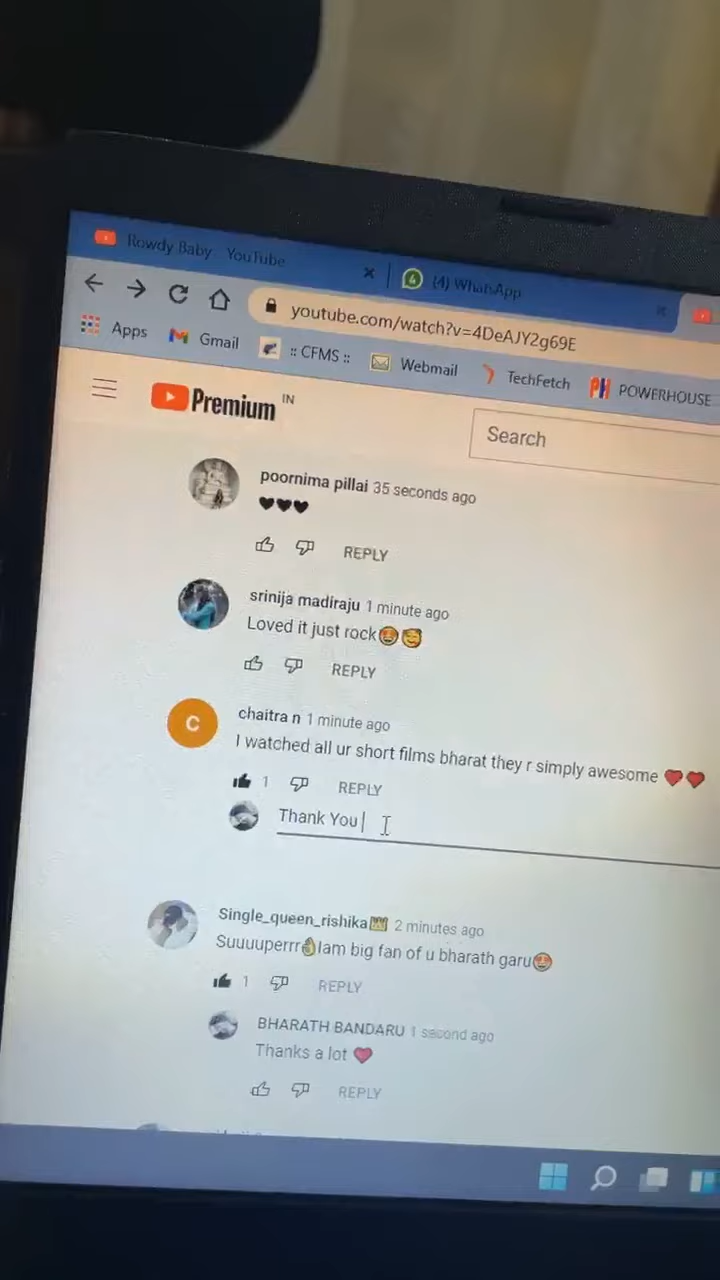 Rowdy Baby - YouTube
(4) WhatsApp
youtube.com/watch?v=4DeAJY2g69E
Apps Gmail :: CFMS :: Webmail TechFetch PH POWERHOUSE
Premium IN
Search
poornima pillai 35 seconds ago
🖤🖤🖤
REPLY
srinija madiraju 1 minute ago
Loved it just rock🤩🥰
REPLY
C
chaitra n 1 minute ago
I watched all ur short films bharat they r simply awesome ❤️❤️
1 REPLY
Thank You
Single_queen_rishika👑 2 minutes ago
Suuuuperrr👌Iam big fan of u bharath garu🤩
1 REPLY
BHARATH BANDARU 1 second ago
Thanks a lot ❤️
REPLY